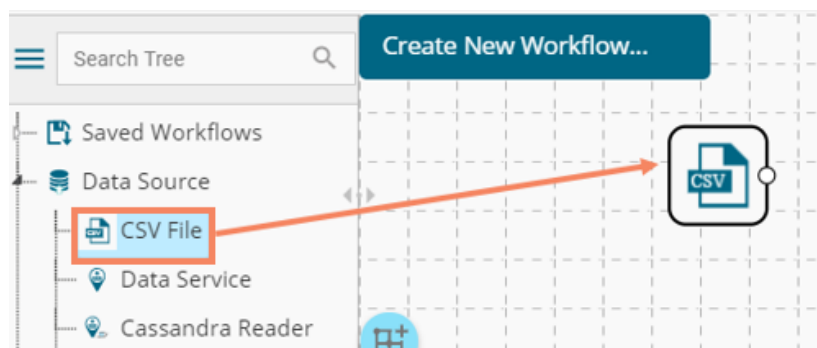 Search Tree
Create New Workflow...
Saved Workflows
Data Source
CSV File
Data Service
Cassandra Reader
CSV